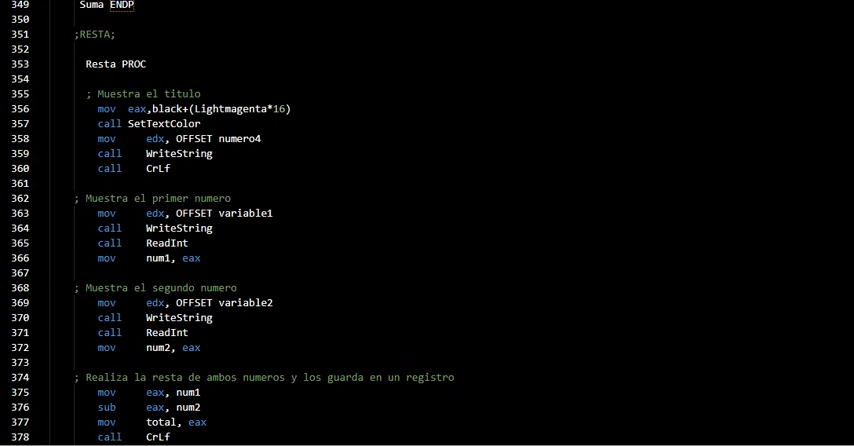 349 Suma ENDP
350
351 ;RESTA;
352
353 Resta PROC
354
355 ; Muestra el titulo
356 mov eax,black+(Lightmagenta*16)
357 call SetTextColor
358 mov edx, OFFSET numero4
359 call WriteString
360 call CrLf
361
362 ; Muestra el primer numero
363 mov edx, OFFSET variable1
364 call WriteString
365 call ReadInt
366 mov num1, eax
367
368 ; Muestra el segundo numero
369 mov edx, OFFSET variable2
370 call WriteString
371 call ReadInt
372 mov num2, eax
373
374 ; Realiza la resta de ambos numeros y los guarda en un registro
375 mov eax, num1
376 sub eax, num2
377 mov total, eax
378 call CrLf